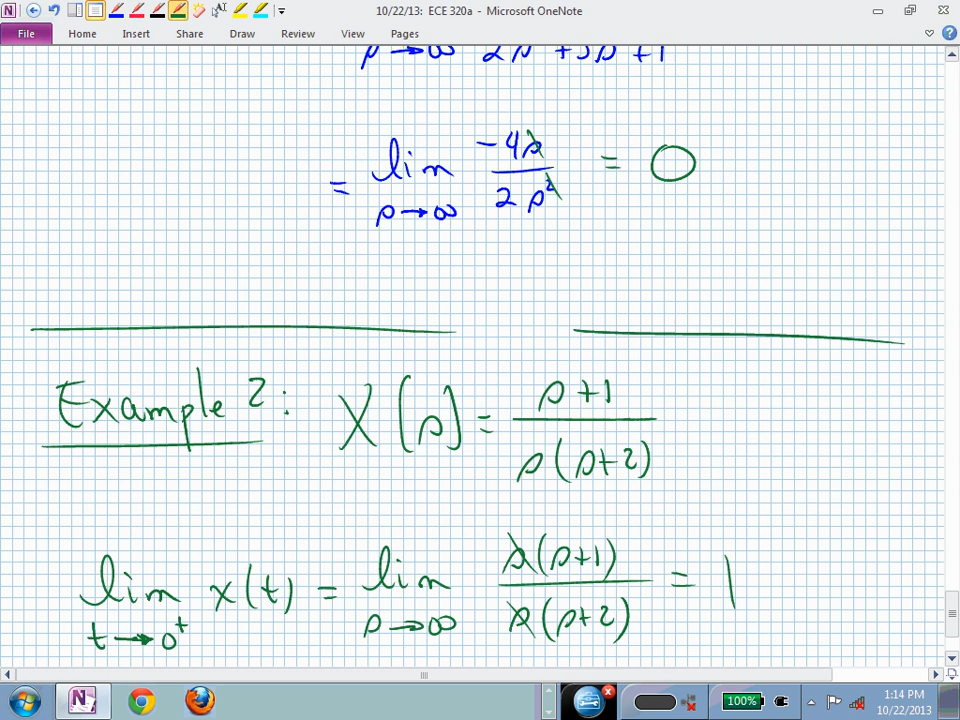 10/22/13: ECE 320a - Microsoft OneNote
File Home Insert Share Draw Review View Pages
= lim s→∞ -4s / 2s² = 0
Example 2: X(s) = s+1 / s(s+2)
lim t→0⁺ x(t) = lim s→∞ s(s+1) / s(s+2) = 1
100%
1:14 PM
10/22/2013